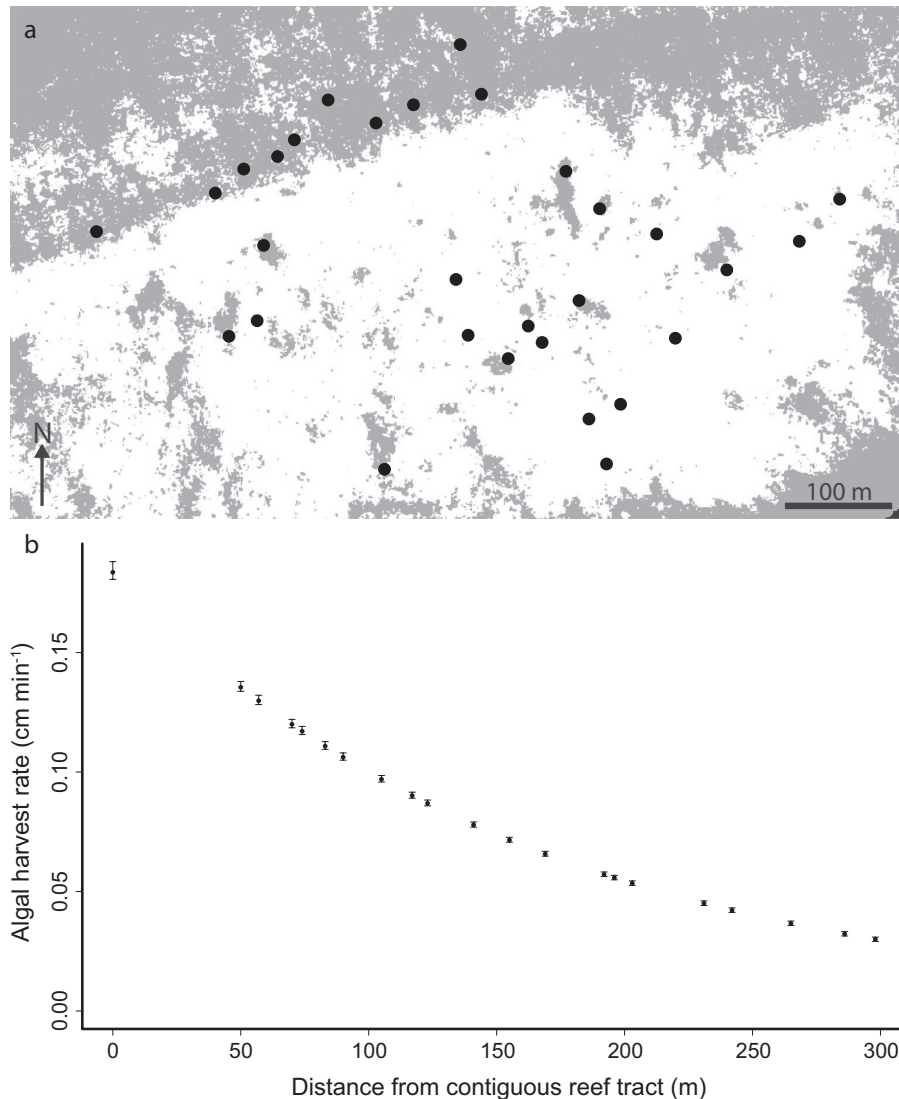 a
N
100 m
b
Algal harvest rate (cm min⁻¹)
0.15
0.10
0.05
0.00
0 50 100 150 200 250 300
Distance from contiguous reef tract (m)